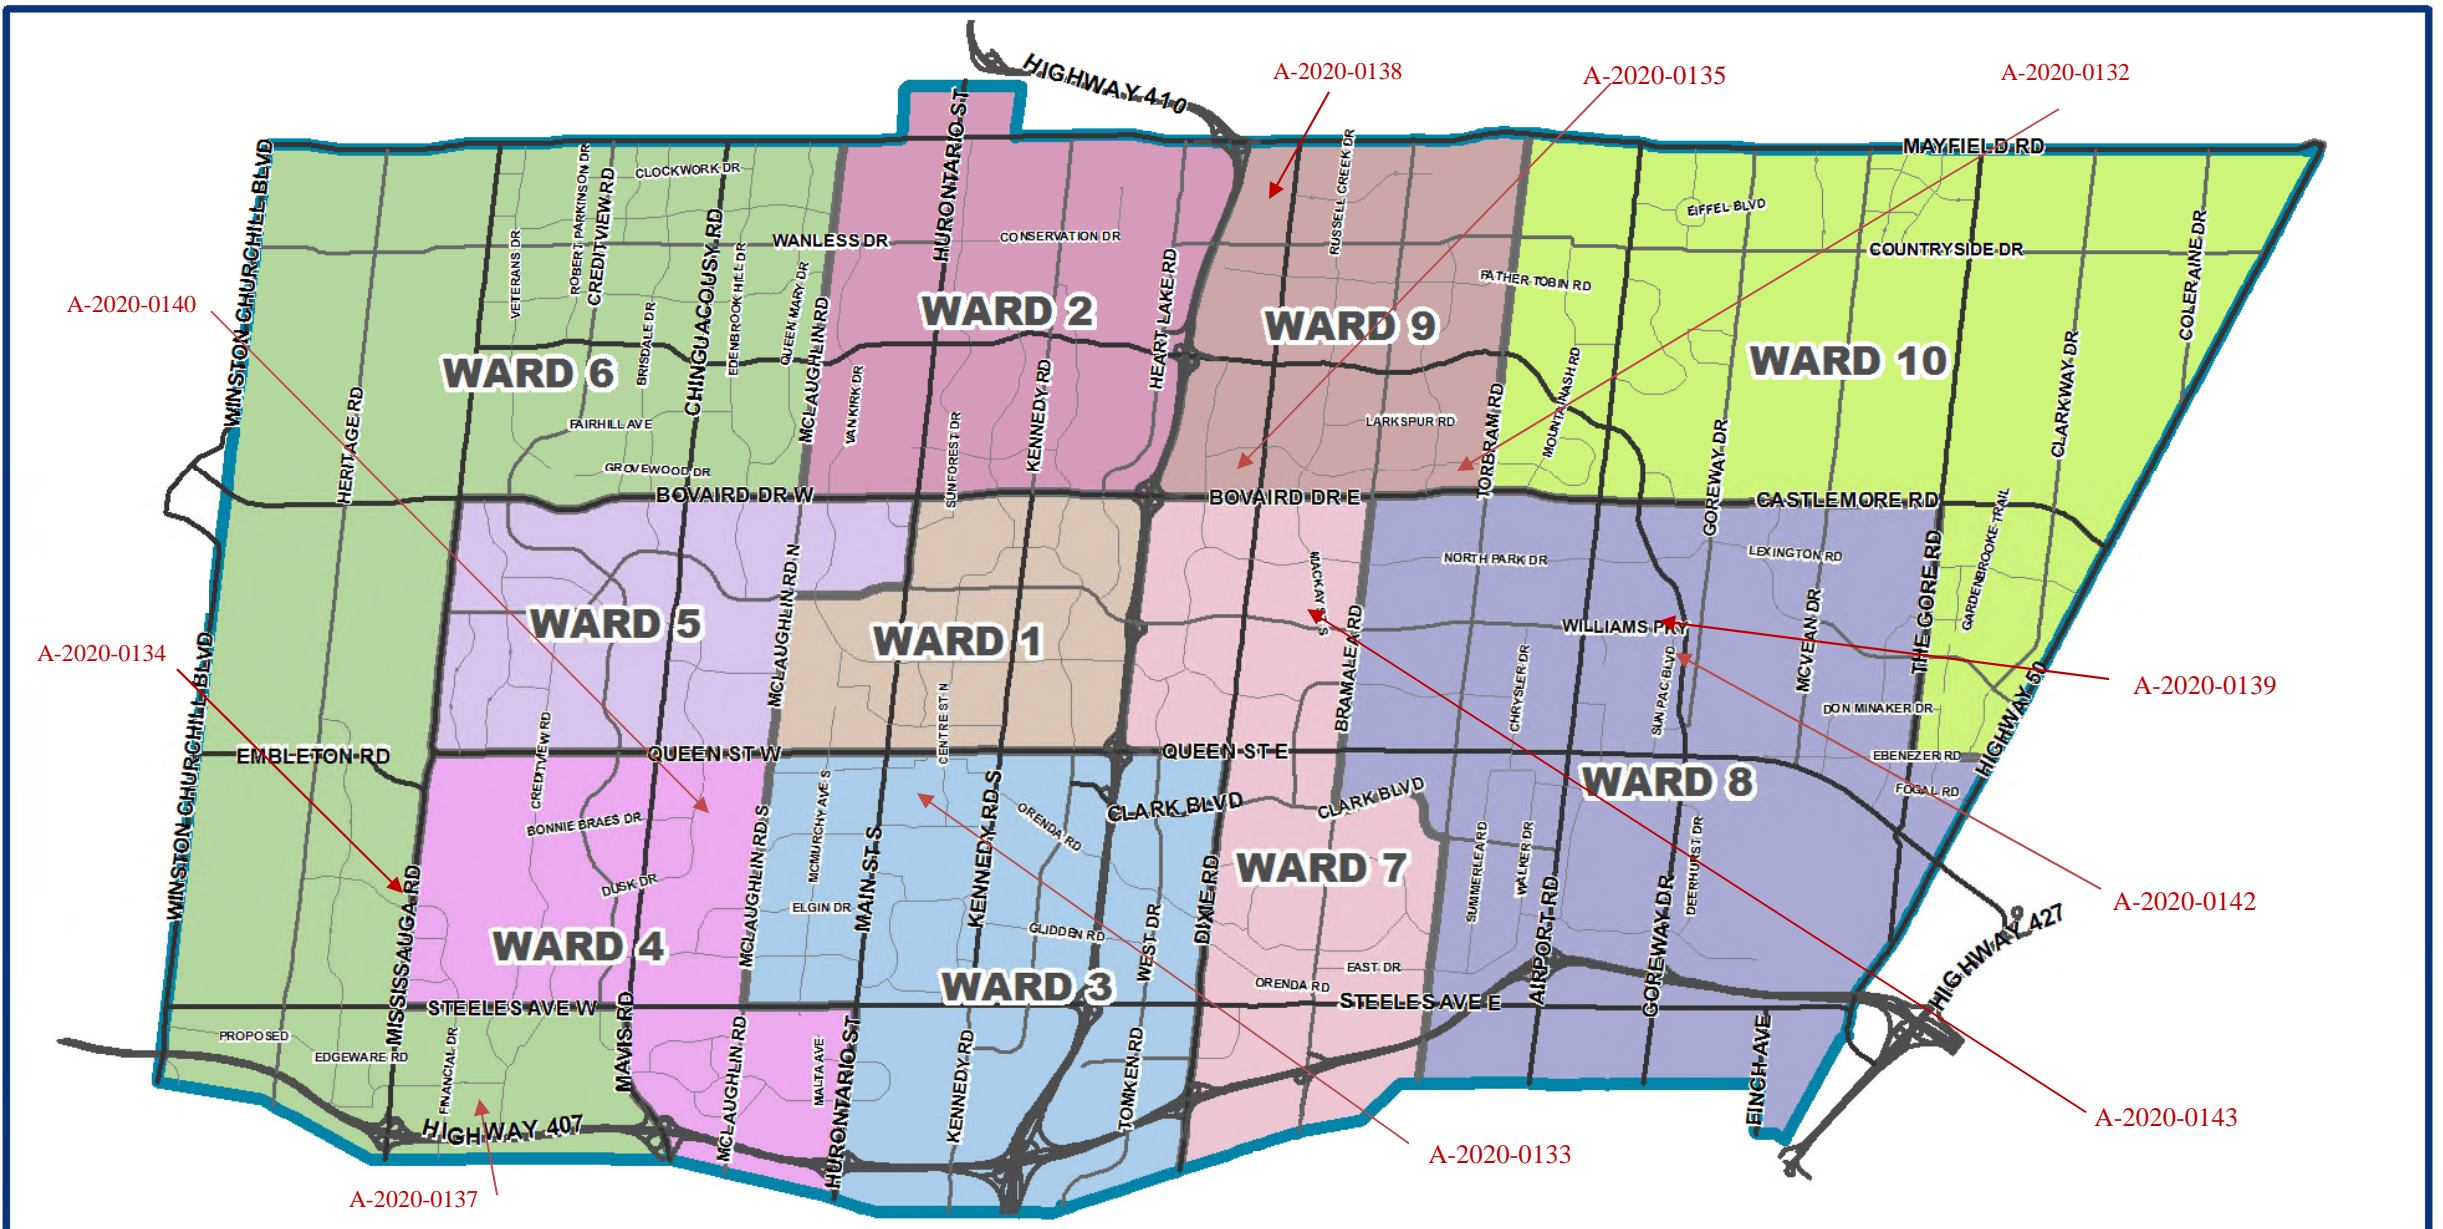 HIGHWAY 410
A-2020-0138
A-2020-0135
A-2020-0132
MAYFIELD RD
HURONTARIO ST
WINSTON CHURCHILL BLVD
ROBERT PARKINSON DR
CREDITVIEW RD
CLOCKWORK DR
RUSSELL CREEK DR
EIFFEL BLVD
VETERANS DR
CHINGUACOUSY RD
EDENBROOK HILL DR
WANLESS DR
CONSERVATION DR
COUNTRYSIDE DR
COLERAINE DR
QUEEN MARY DR
HEART LAKE RD
FATHER TOBIN RD
A-2020-0140
BRISDALE DR
MCLAUGHLIN RD
WARD 2
WARD 9
WARD 6
WARD 10
HERITAGE RD
VAN KIRK DR
KENNEDY RD
MOUNTAINASH RD
CLARKWAY DR
FAIRHILL AVE
SUNFOREST DR
LARKSPUR RD
TORBRAM RD
GOREWAY DR
GROVEWOOD DR
BOVAIRD DR W
BOVAIRD DR E
CASTLEMORE RD
MCLAUGHLIN RD N
MACKAY ST S
NORTH PARK DR
LEXINGTON RD
THE GORE RD
GARDENBROOKE TRAIL
WARD 5
WARD 1
BRAMALEA RD
WILLIAMS PKY
MCVEAN DR
A-2020-0134
WINSTON CHURCHILL BLVD
CREDITVIEW RD
CENTRE ST N
CHRYSLER DR
SUN PAC BLVD
A-2020-0139
DON MINAKER DR
HIGHWAY 50
EMBLETON RD
QUEEN ST W
QUEEN ST E
EBENEZER RD
WARD 8
FOGAL RD
MCMURCHY AVE S
KENNEDY RD S
ORENDA RD
CLARK BLVD
CLARK BLVD
BONNIE BRAES DR
MCLAUGHLIN RD S
MAIN ST S
DIXIE RD
WARD 7
SUMMERLEA RD
WALKER DR
DEERHURST DR
DUSK DR
A-2020-0142
MISSISSAUGA RD
ELGIN DR
AIRPORT RD
GOREWAY DR
HIGHWAY 427
WARD 4
GLIDDEN RD
WEST DR
EAST DR
WARD 3
ORENDA RD
STEELES AVE W
STEELES AVE E
PROPOSED
EDGEWARE RD
FINANCIAL DR
MAVIS RD
MCLAUGHLIN RD
MALTA AVE
HURONTARIO ST
KENNEDY RD
TOMKEN RD
FINCH AVE
HIGHWAY 407
A-2020-0143
A-2020-0133
A-2020-0137